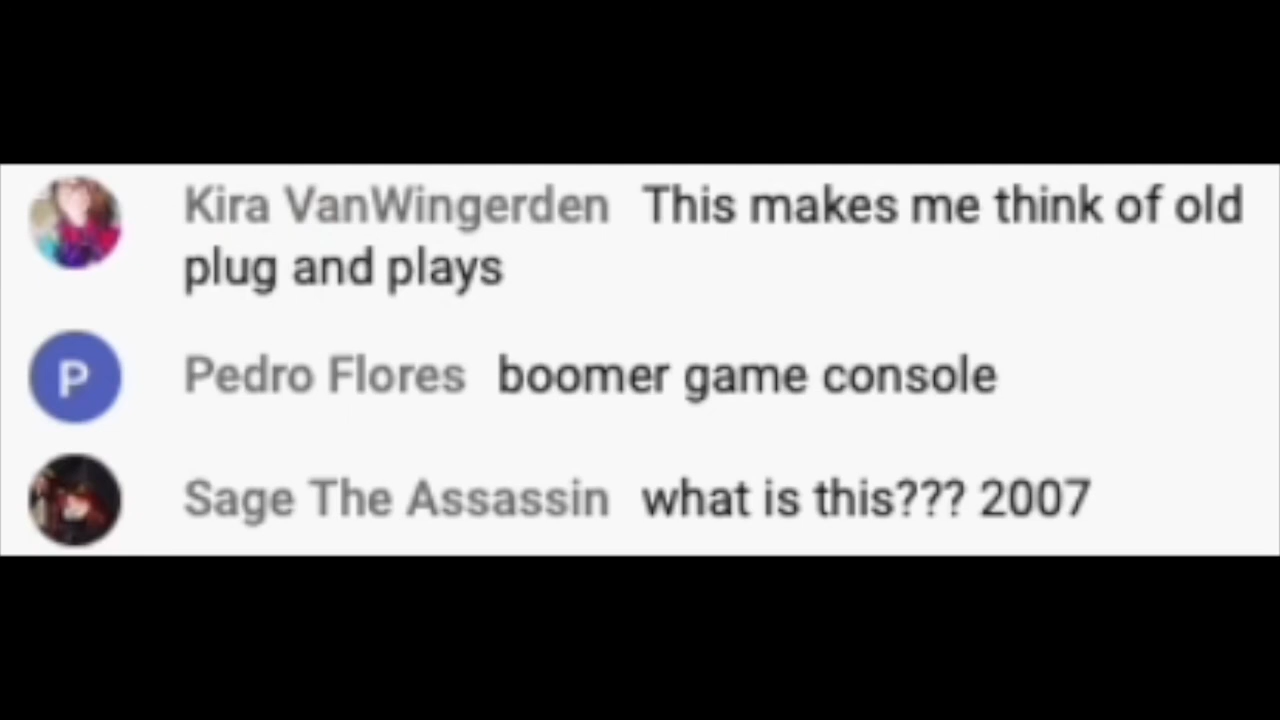 Kira VanWingerden This makes me think of old
plug and plays
P
Pedro Flores boomer game console
Sage The Assassin what is this??? 2007